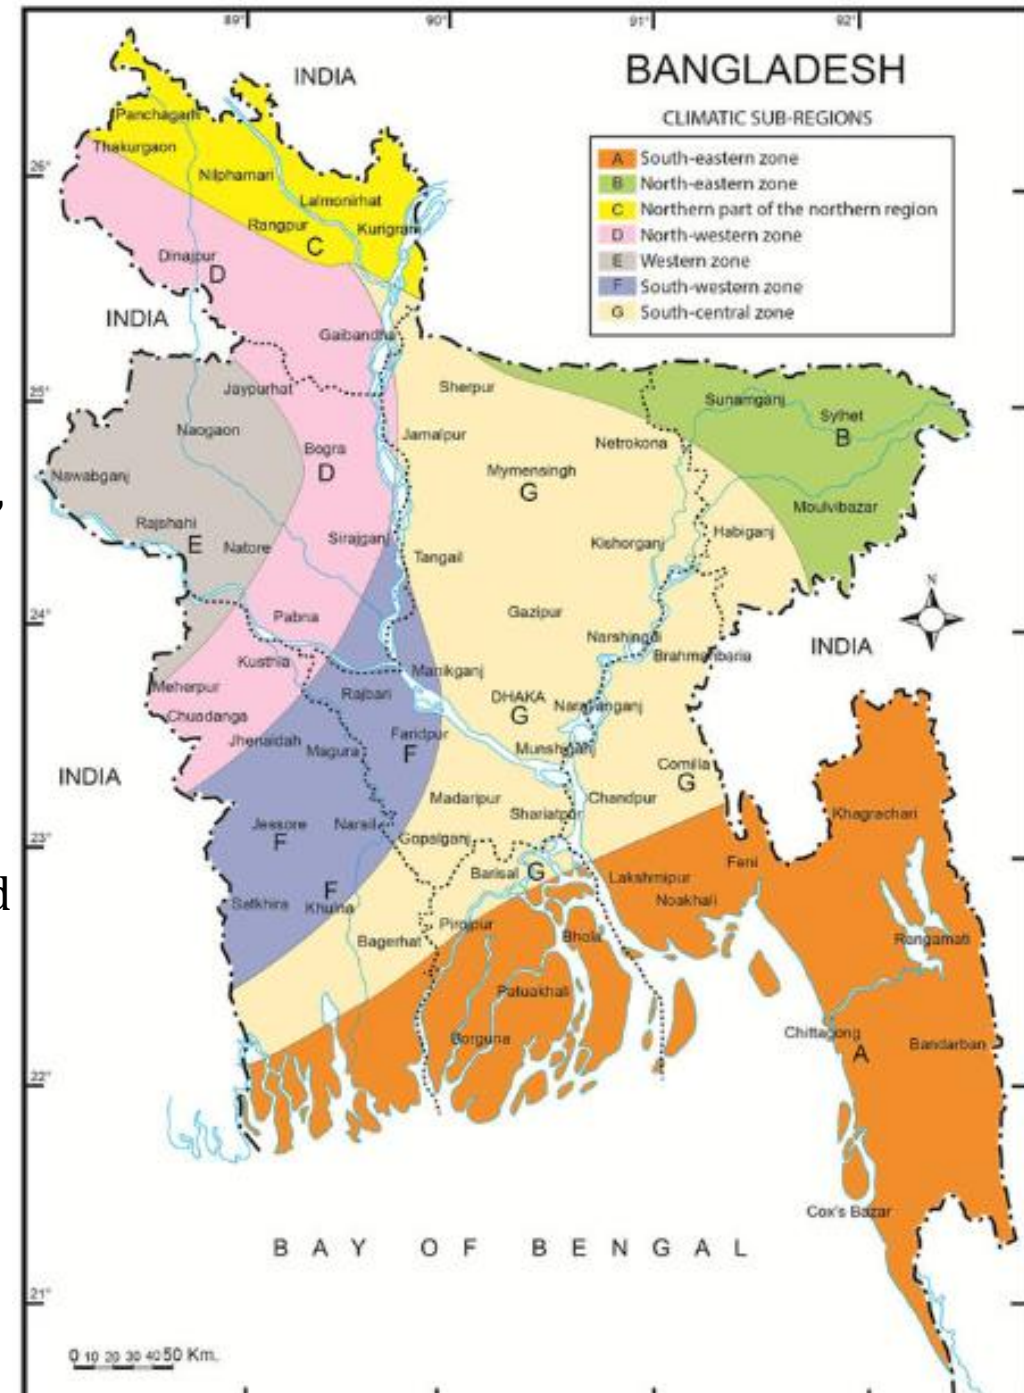 89°
90°
91°
92°
INDIA
BANGLADESH
CLIMATIC SUB-REGIONS
A South-eastern zone
B North-eastern zone
C Northern part of the northern region
D North-western zone
E Western zone
F South-western zone
G South-central zone
Panchagarh
Thakurgaon
26°
Nilphamari
Lalmonirhat
Rangpur
Kurigram
C
Dinajpur
D
INDIA
Gaibandha
25°
Jaypurhat
Sherpur
Sunamganj
Sylhet
B
Naogaon
Bogra
D
Jamalpur
Netrokona
Nawabganj
Mymensingh
G
Moulvibazar
,
Rajshahi
E
Natore
Sirajganj
Tangail
Kishorganj
Habiganj
N
24°
Pabna
Gazipur
Narshingdi
Brahmanbaria
INDIA
Kusthia
Manikganj
Meherpur
Rajbari
DHAKA
G
Narayanganj
Chuadanga
Jhenaidah
Magura
Faridpur
F
Munshiganj
INDIA
Comilla
G
Madaripur
Chandpur
Shariatpur
Khagrachari
Jessore
F
Narail
Gopalganj
23°
Barisal
G
Lakshmipur
Feni
d
Satkhira
F
Khulna
Noakhali
Pirojpur
Bagerhat
Bhola
Rangamati
Patuakhali
Borguna
Chittagong
A
Bandarban
22°
Cox's Bazar
BAY OF BENGAL
21°
0 10 20 30 40 50 Km.